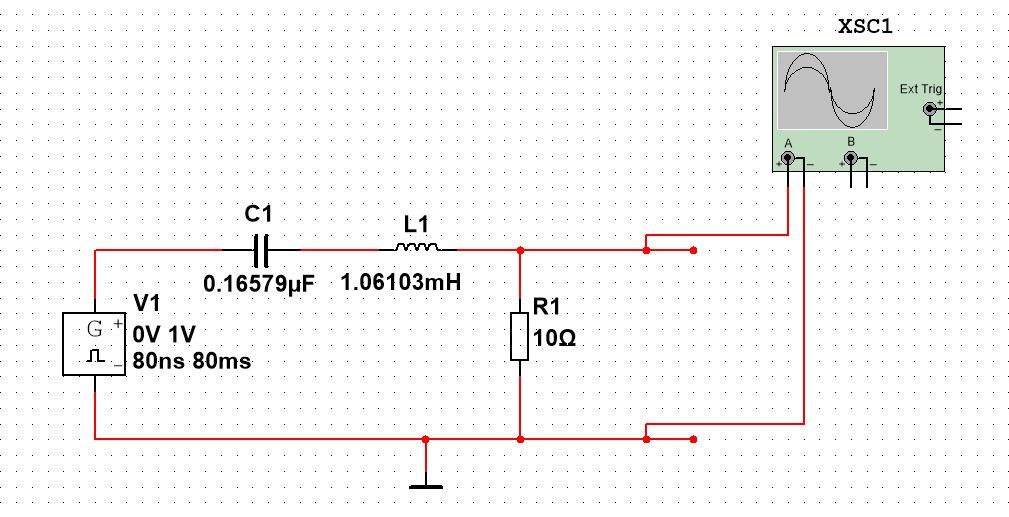 XSC1
Ext Trig
+
–
A
B
+ –
+ –
C1
0.16579µF
L1
1.06103mH
V1
G +
–
0V 1V
80ns 80ms
R1
10Ω